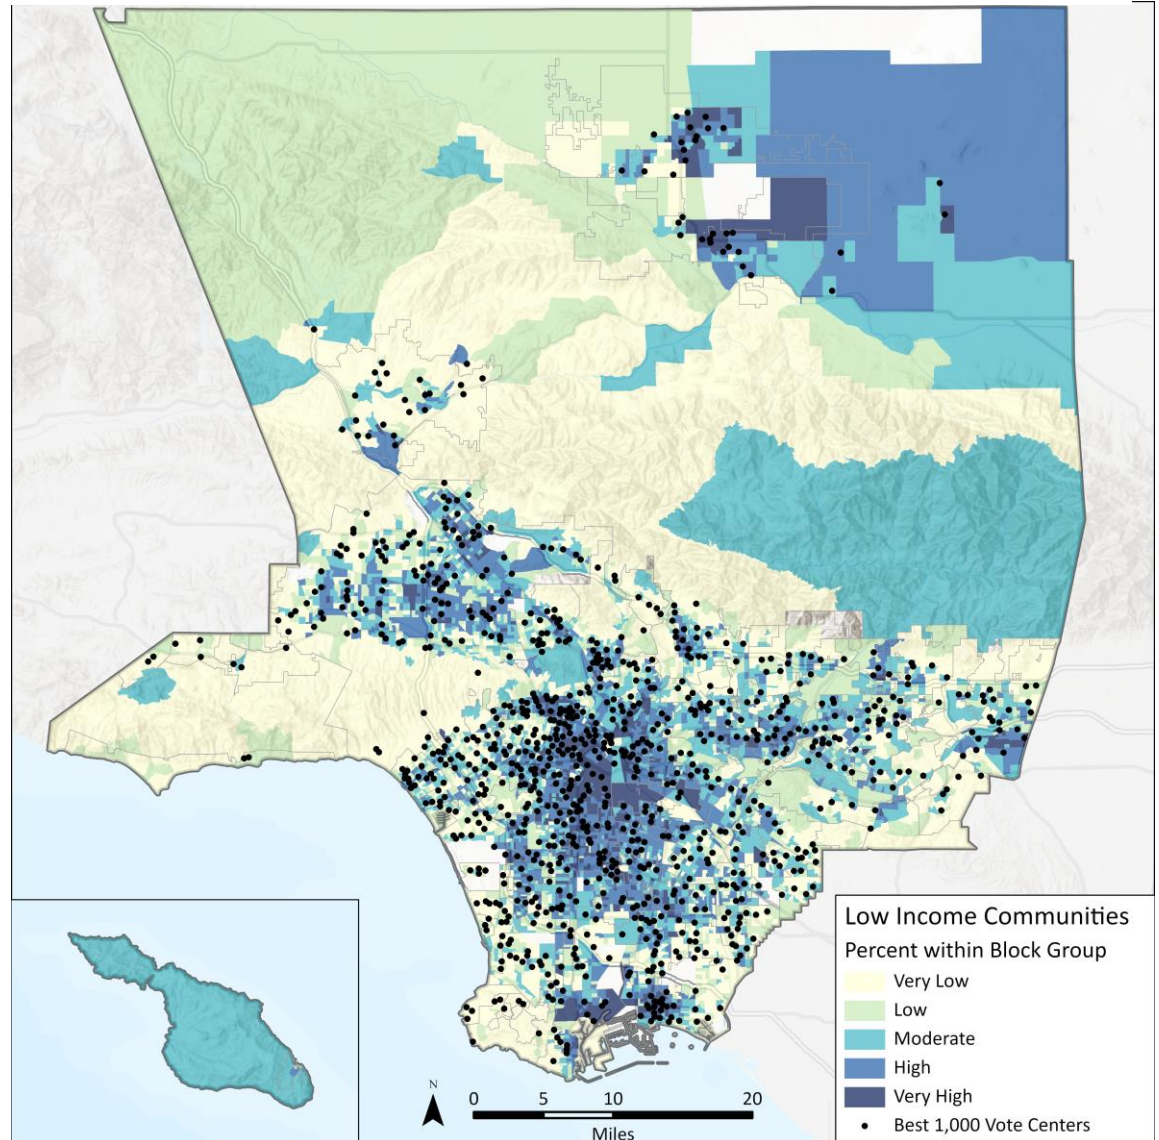 Low Income Communities
Percent within Block Group
Very Low
Low
Moderate
High
Very High
Best 1,000 Vote Centers
N
0 5 10 20
Miles